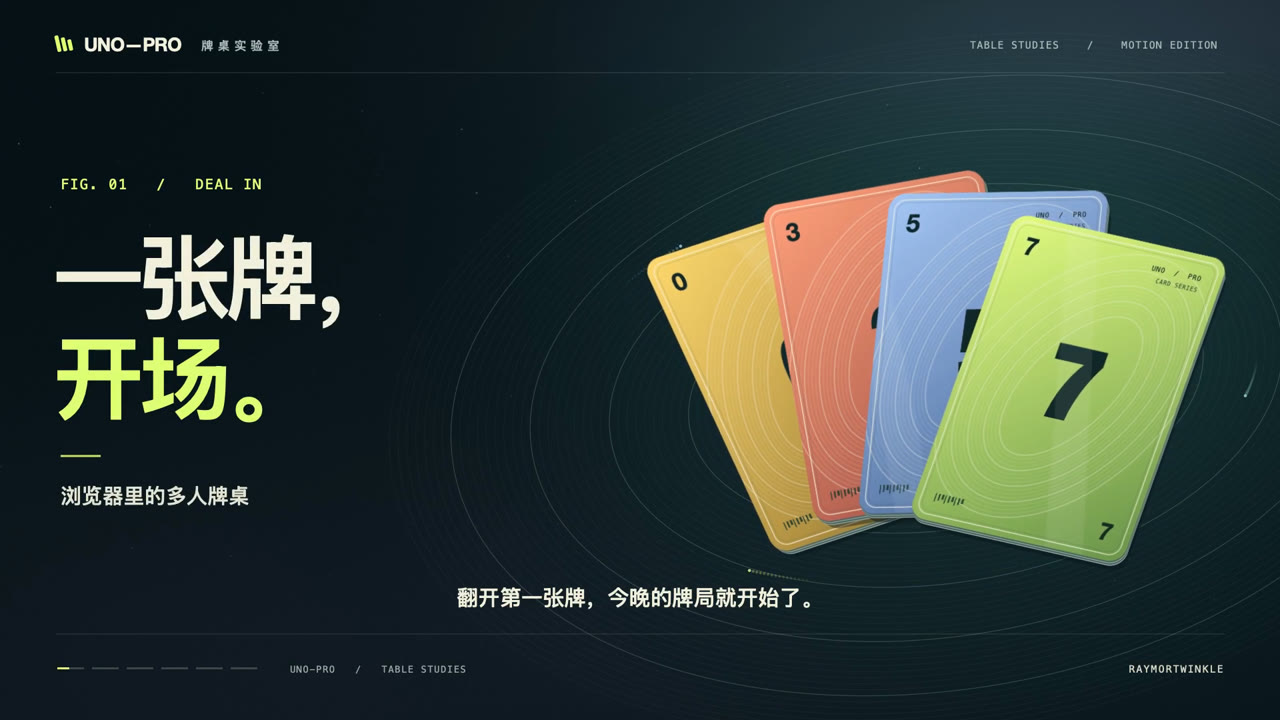 UNO—PRO 牌桌实验室
TABLE STUDIES / MOTION EDITION
FIG. 01 / DEAL IN
一张牌,
开场。
浏览器里的多人牌桌
0
3
5
UNO / PRO
7
UNO / PRO
CARD SERIES
7
7
翻开第一张牌，今晚的牌局就开始了。
UNO—PRO / TABLE STUDIES
RAYMORTWINKLE